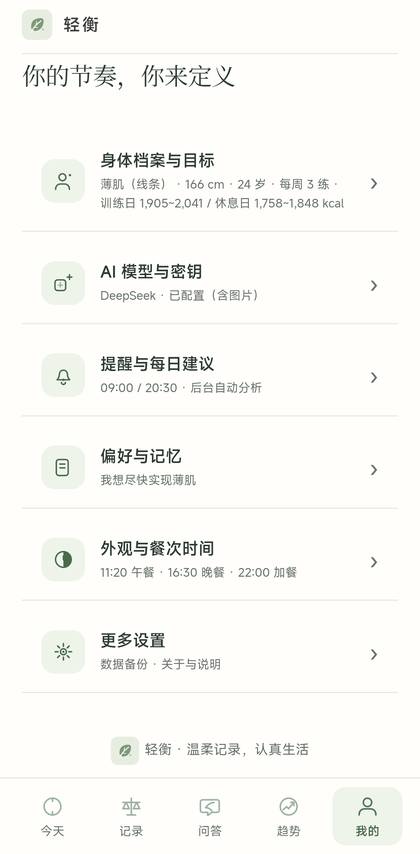 轻衡
你的节奏，你来定义
身体档案与目标
薄肌（线条） · 166 cm · 24 岁 · 每周 3 练 ·
训练日 1,905~2,041 / 休息日 1,758~1,848 kcal
AI 模型与密钥
DeepSeek · 已配置（含图片）
提醒与每日建议
09:00 / 20:30 · 后台自动分析
偏好与记忆
我想尽快实现薄肌
外观与餐次时间
11:20 午餐 · 16:30 晚餐 · 22:00 加餐
更多设置
数据备份 · 关于与说明
轻衡 · 温柔记录，认真生活
今天
记录
问答
趋势
我的